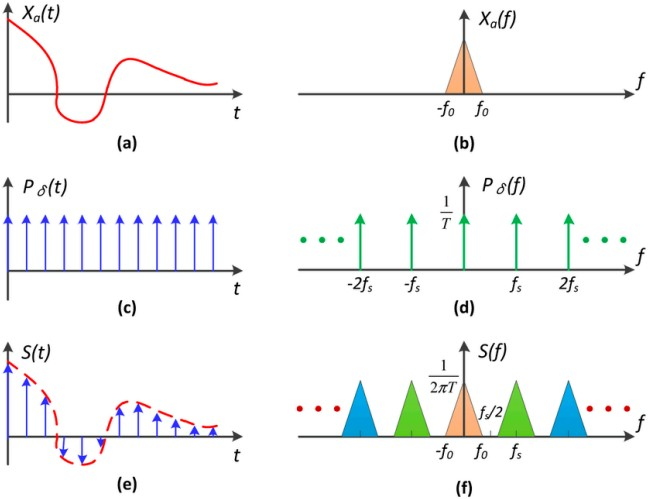 Xa(t)
t
(a)
Xa(f)
f
-f0 f0
(b)
Pδ(t)
t
(c)
Pδ(f)
1/T
f
-2fs -fs fs 2fs
(d)
S(t)
t
(e)
S(f)
1/2πT
fs/2
f
-f0 f0 fs
(f)